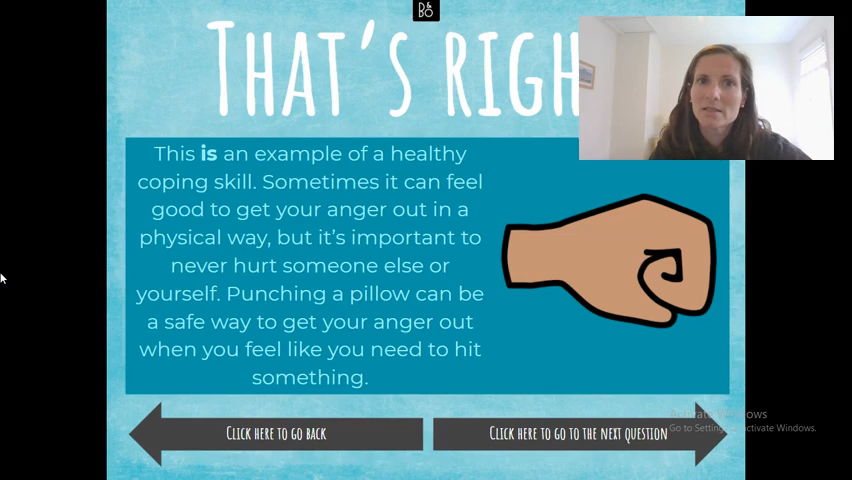 B&O
THAT'S RIGH
This is an example of a healthy
coping skill. Sometimes it can feel
good to get your anger out in a
physical way, but it's important to
never hurt someone else or
yourself. Punching a pillow can be
a safe way to get your anger out
when you feel like you need to hit
something.
Click here to go back
Click here to go to the next question
Activate Windows
Go to Settings to activate Windows.